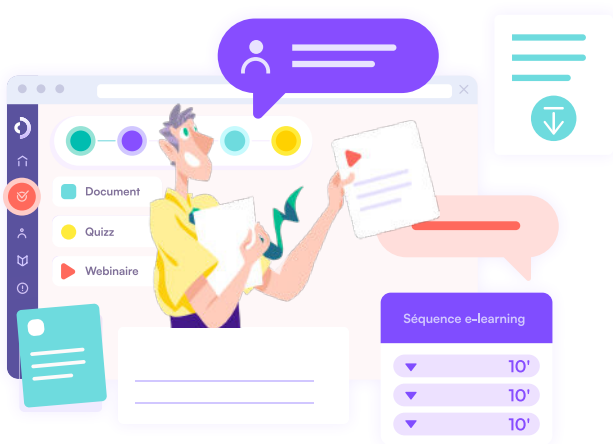 Document
Quizz
Webinaire
Séquence e-learning
10'
10'
10'